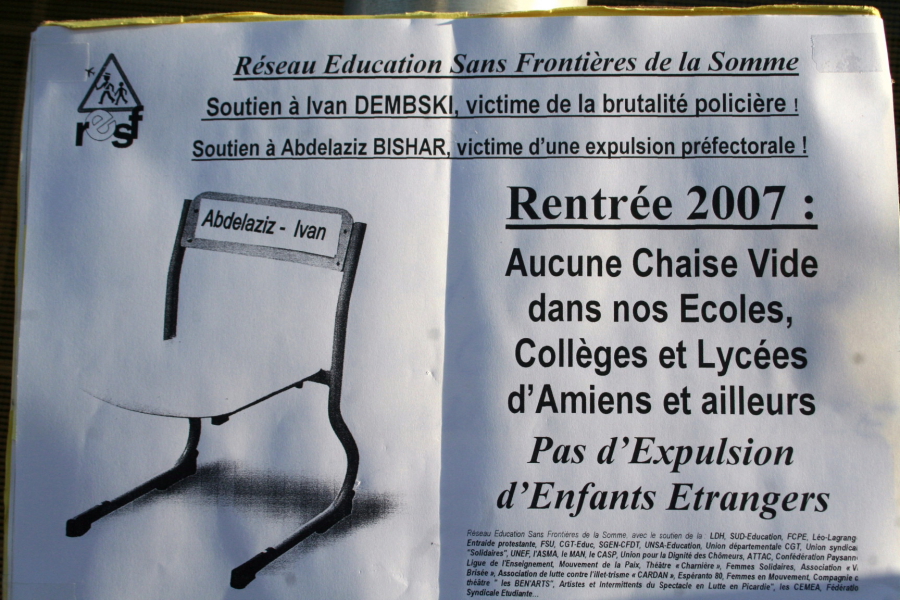 Réseau Education Sans Frontières de la Somme
Soutien à Ivan DEMBSKI, victime de la brutalité policière !
Soutien à Abdelaziz BISHAR, victime d'une expulsion préfectorale !
resf
Abdelaziz - Ivan
Rentrée 2007 :
Aucune Chaise Vide
dans nos Ecoles,
Collèges et Lycées
d'Amiens et ailleurs
Pas d'Expulsion
d'Enfants Etrangers
Réseau Education Sans Frontières de la Somme, avec le soutien de la LDH, SUD-Education, FCPE, Léo-Lagrang
Entraide protestante, FSU, CGT-Educ, SGEN-CFDT, UNSA-Education, Union départementale CGT, Union syndica
"Solidaires", UNEF, l'ASMA, le MAN, le CASP, Union pour la Dignité des Chômeurs, ATTAC, Confédération Paysann
Ligue de l'Enseignement, Mouvement de la Paix, Théâtre «Charnière», Femmes Solidaires, Association «V
Brisée», Association de lutte contre l'illet-trisme « CARDAN », Espéranto 80, Femmes en Mouvement, Compagnie
théâtre " les BEN'ARTS", Artistes et Intermittents du Spectacle en Lutte en Picardie", les CEMEA, Fédératio
Syndicale Etudiante...